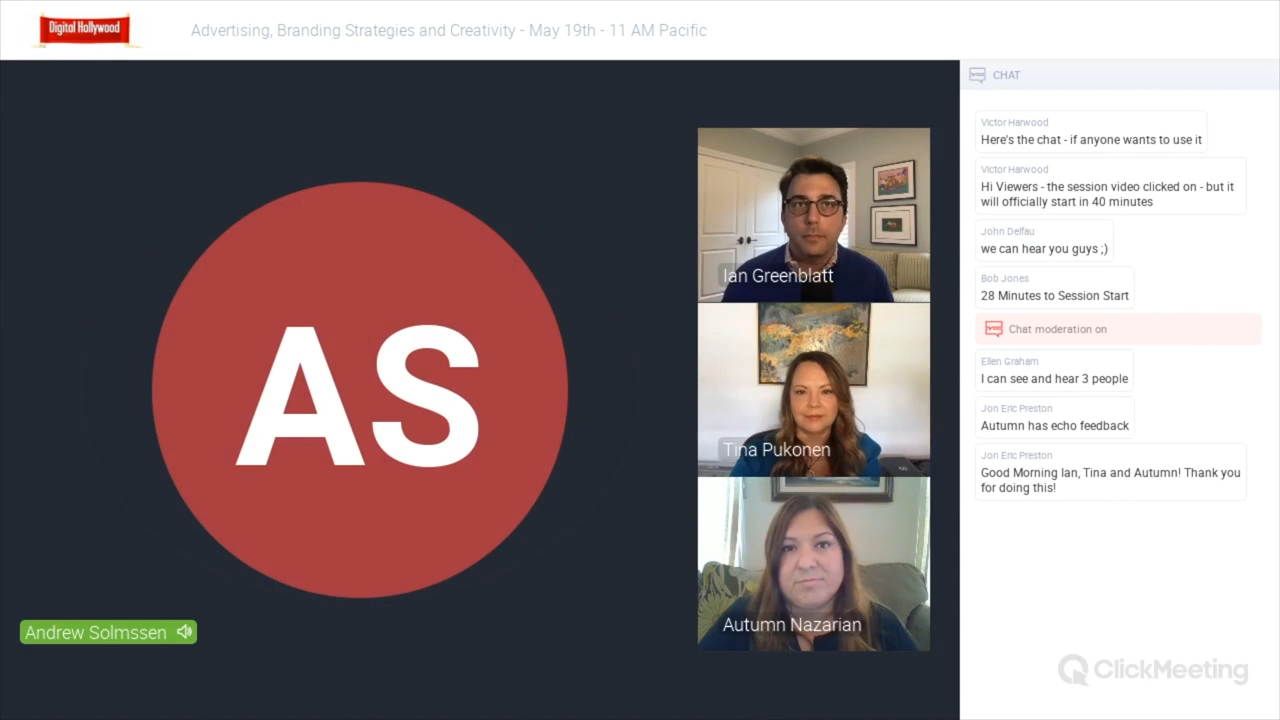 Digital Hollywood
Advertising, Branding Strategies and Creativity - May 19th - 11 AM Pacific
AS
Andrew Solmssen
Ian Greenblatt
Tina Pukonen
Autumn Nazarian
CHAT
Victor Harwood
Here's the chat - if anyone wants to use it
Victor Harwood
Hi Viewers - the session video clicked on - but it
will officially start in 40 minutes
John Delfau
we can hear you guys ;)
Bob Jones
28 Minutes to Session Start
Chat moderation on
Ellen Graham
I can see and hear 3 people
Jon Eric Preston
Autumn has echo feedback
Jon Eric Preston
Good Morning Ian, Tina and Autumn! Thank you
for doing this!
ClickMeeting